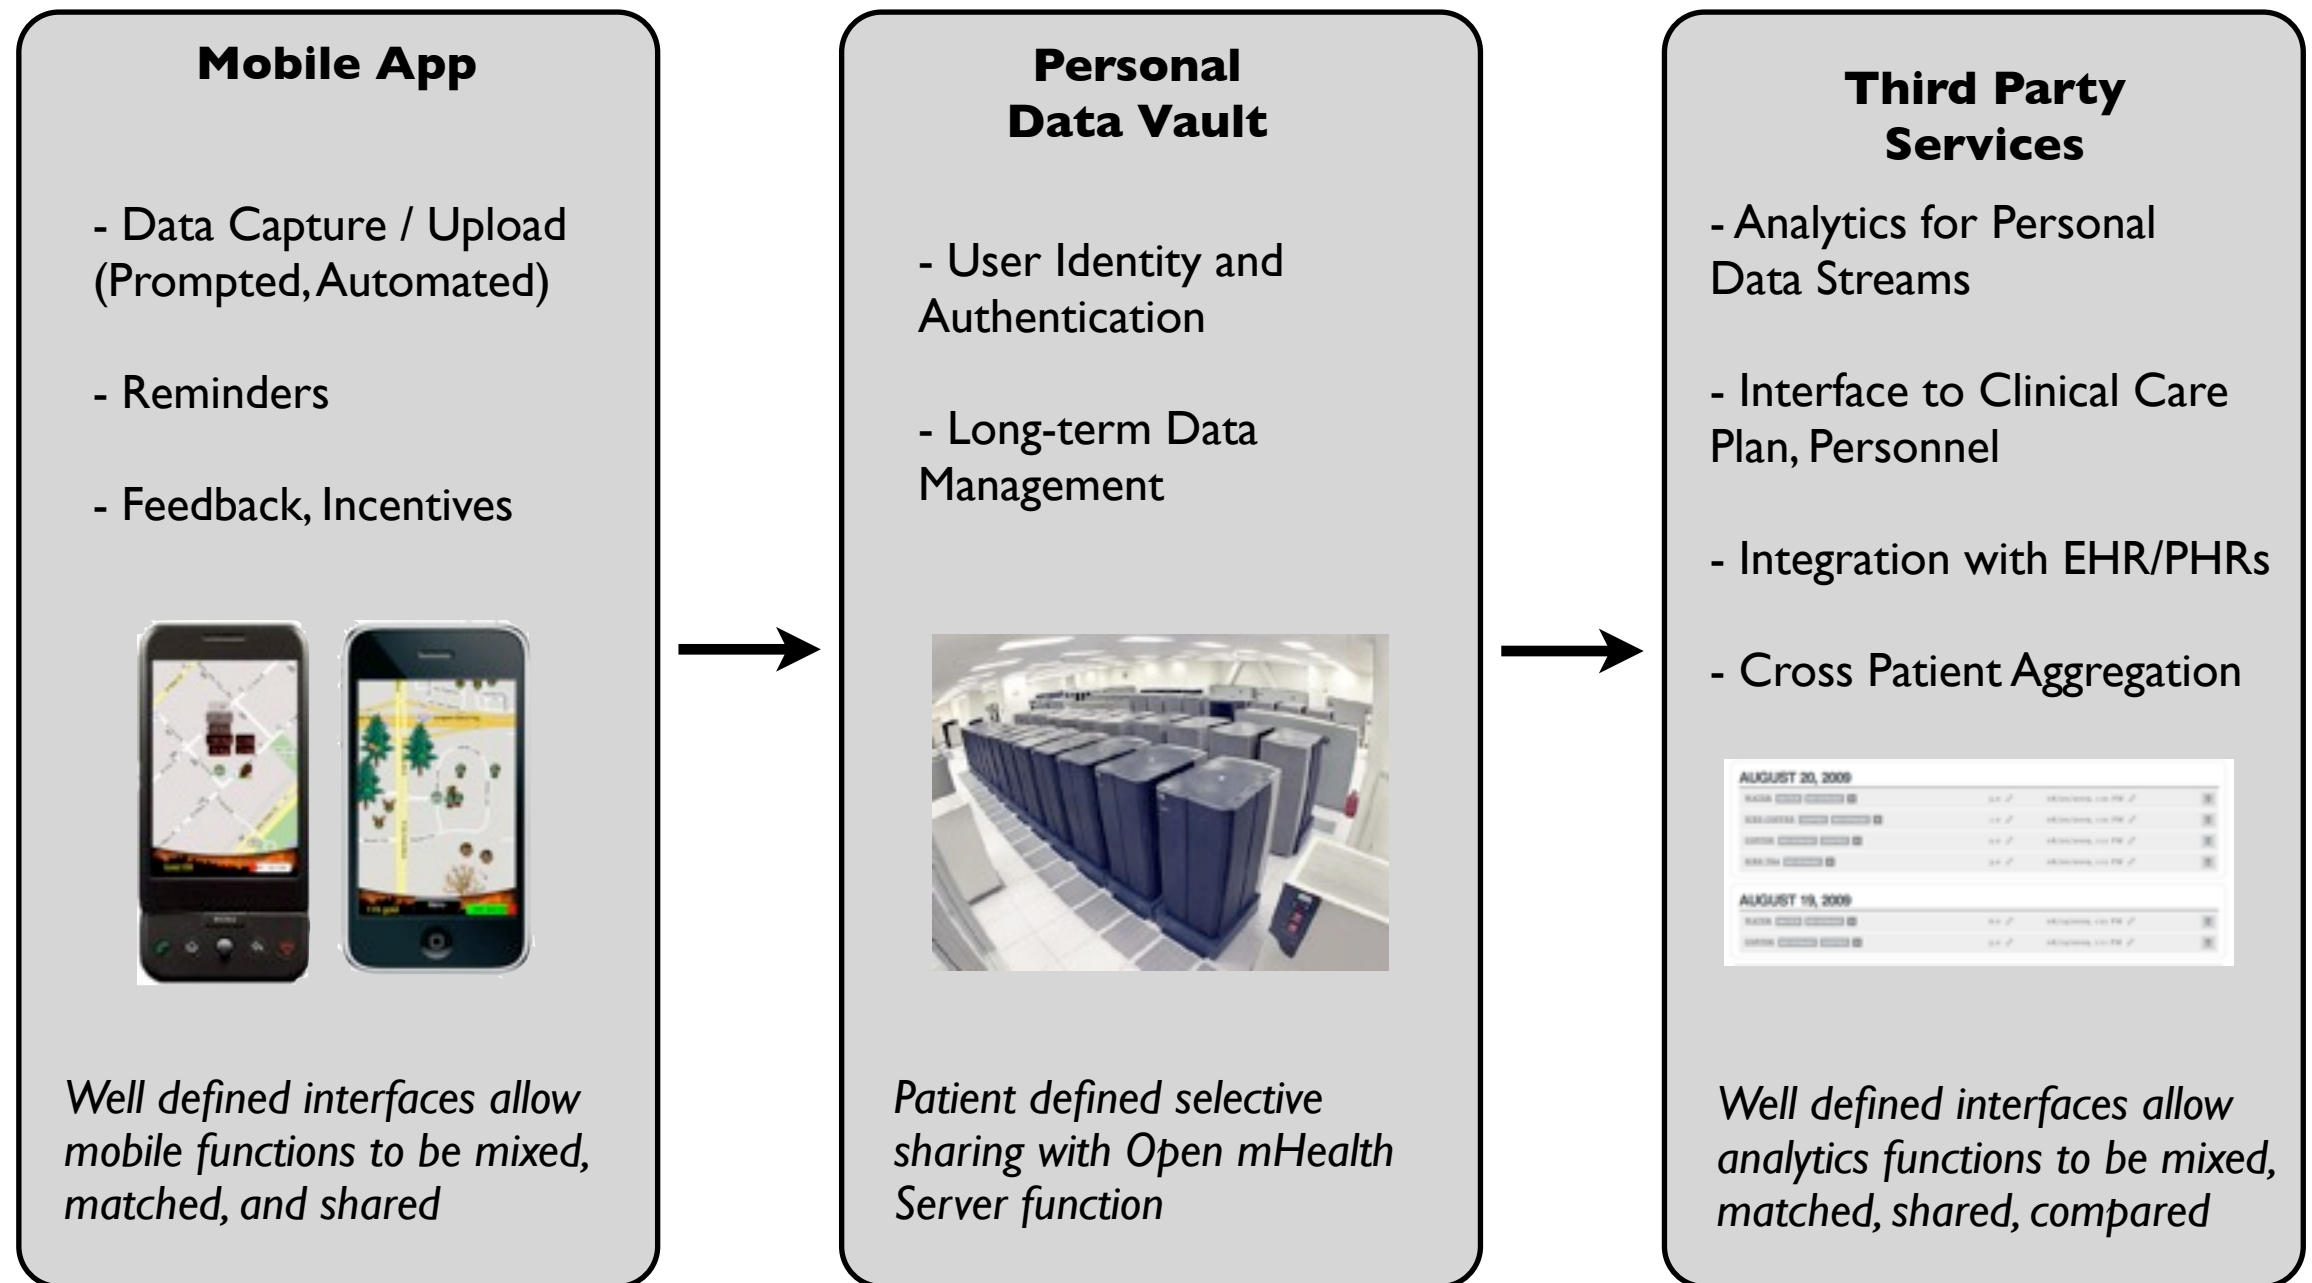 Mobile App
- Data Capture / Upload
(Prompted, Automated)
- Reminders
- Feedback, Incentives
Well defined interfaces allow
mobile functions to be mixed,
matched, and shared
Personal
Data Vault
- User Identity and
Authentication
- Long-term Data
Management
Patient defined selective
sharing with Open mHealth
Server function
Third Party
Services
- Analytics for Personal
Data Streams
- Interface to Clinical Care
Plan, Personnel
- Integration with EHR/PHRs
- Cross Patient Aggregation
AUGUST 20, 2009
AUGUST 19, 2009
Well defined interfaces allow
analytics functions to be mixed,
matched, shared, compared